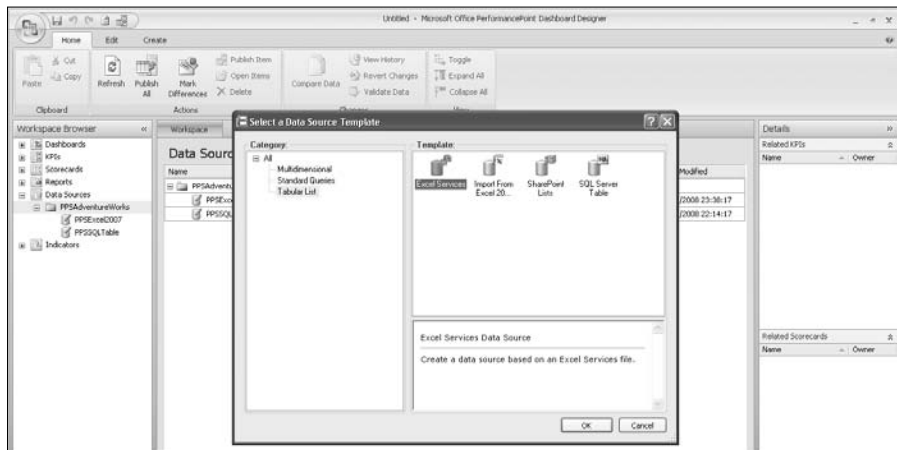 Untitled - Microsoft Office PerformancePoint Dashboard Designer
Home Edit Create
Paste
Cut
Copy
Clipboard
Refresh
Publish All
Mark Differences
Publish Item
Open Items
Delete
Actions
Compare Data
View History
Revert Changes
Validate Data
Toggle
Expand All
Collapse All
Workspace Browser
Dashboards
KPIs
Scorecards
Reports
Data Sources
PPSAdventureWorks
PPSExcel2007
PPSSQLTable
Indicators
Workspace
Data Sourc
Name
PPSAdventu
PPSExce
PPSSQL
Modified
/2008 23:38:17
/2008 22:14:17
Select a Data Source Template
Category:
All
Multidimensional
Standard Queries
Tabular List
Template:
Excel Services
Import From Excel 20...
SharePoint Lists
SQL Server Table
Excel Services Data Source
Create a data source based on an Excel Services file.
OK Cancel
Details
Related KPIs
Name Owner
Related Scorecards
Name Owner